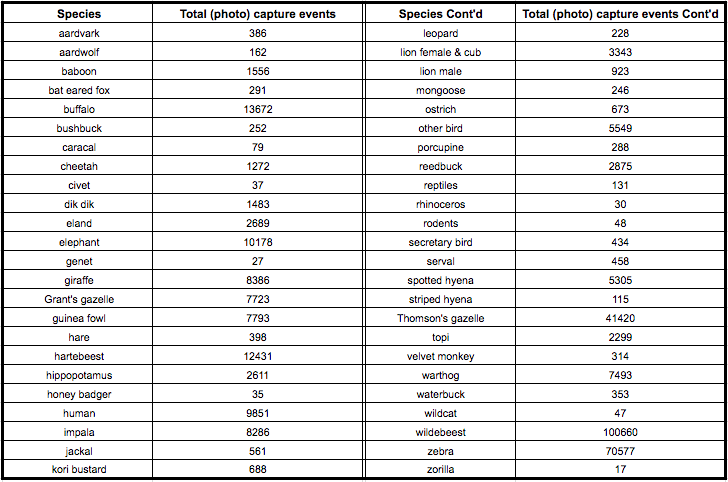 Species Total (photo) capture events Species Cont'd Total (photo) capture events Cont'd
aardvark 386 leopard 228
aardwolf 162 lion female & cub 3343
baboon 1556 lion male 923
bat eared fox 291 mongoose 246
buffalo 13672 ostrich 673
bushbuck 252 other bird 5549
caracal 79 porcupine 288
cheetah 1272 reedbuck 2875
civet 37 reptiles 131
dik dik 1483 rhinoceros 30
eland 2689 rodents 48
elephant 10178 secretary bird 434
genet 27 serval 458
giraffe 8386 spotted hyena 5305
Grant's gazelle 7723 striped hyena 115
guinea fowl 7793 Thomson's gazelle 41420
hare 398 topi 2299
hartebeest 12431 velvet monkey 314
hippopotamus 2611 warthog 7493
honey badger 35 waterbuck 353
human 9851 wildcat 47
impala 8286 wildebeest 100660
jackal 561 zebra 70577
kori bustard 688 zorilla 17